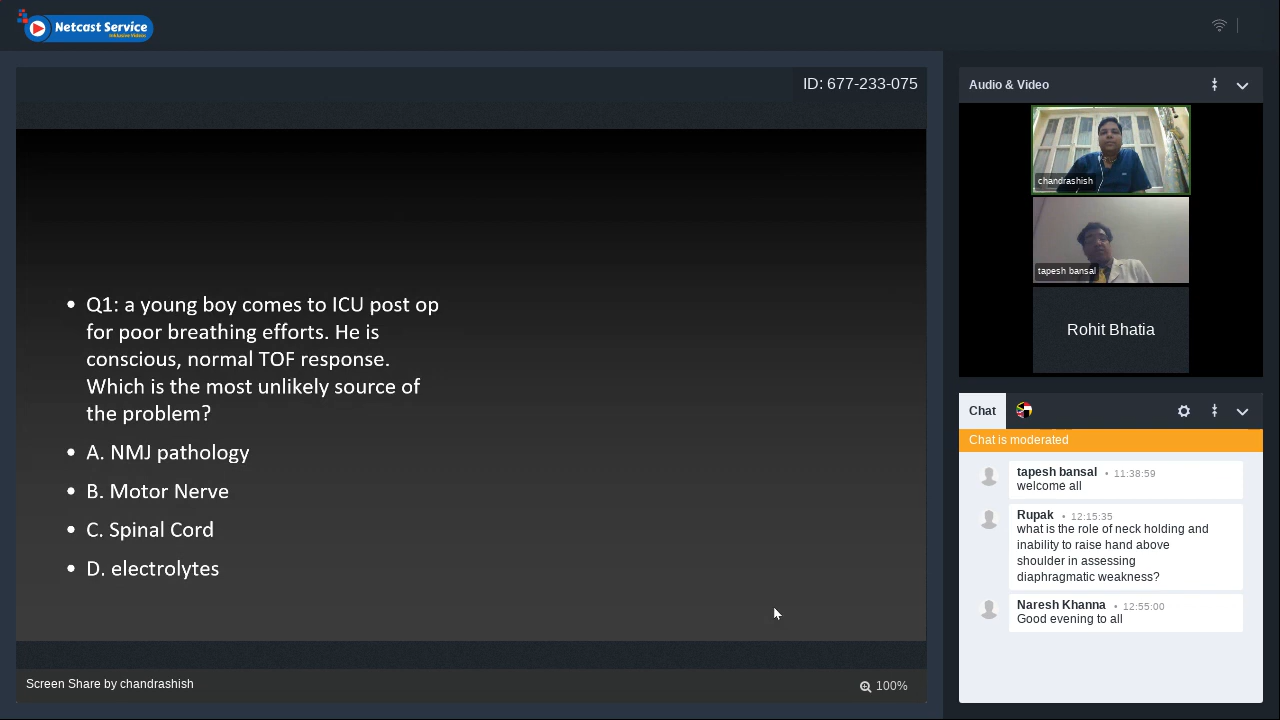 Netcast Service
Inklusive Videos
ID: 677-233-075
• Q1: a young boy comes to ICU post op
for poor breathing efforts. He is
conscious, normal TOF response.
Which is the most unlikely source of
the problem?
• A. NMJ pathology
• B. Motor Nerve
• C. Spinal Cord
• D. electrolytes
Screen Share by chandrashish
100%
Audio & Video
chandrashish
tapesh bansal
Rohit Bhatia
Chat
Chat is moderated
tapesh bansal • 11:38:59
welcome all
Rupak • 12:15:35
what is the role of neck holding and
inability to raise hand above
shoulder in assessing
diaphragmatic weakness?
Naresh Khanna • 12:55:00
Good evening to all